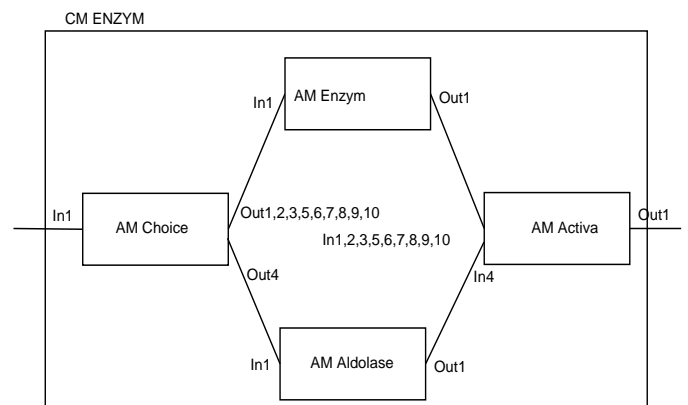 CM ENZYM
In1
AM Enzym
Out1
In1
AM Choice
Out1,2,3,5,6,7,8,9,10
In1,2,3,5,6,7,8,9,10
AM Activa
Out1
Out4
In4
In1
AM Aldolase
Out1